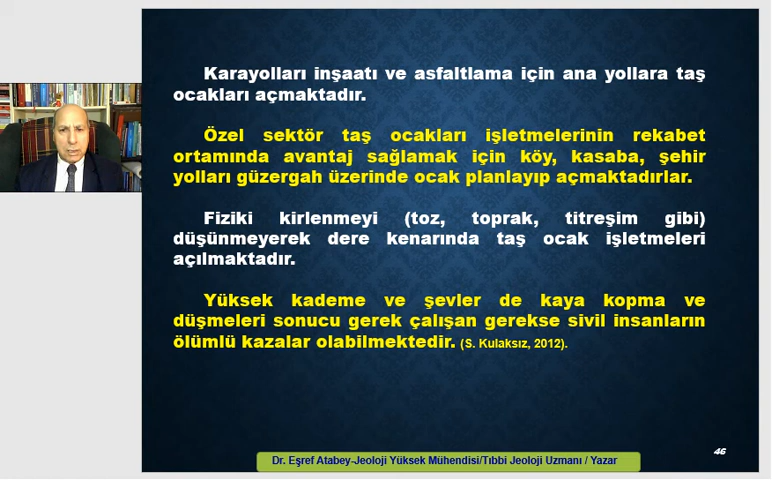 Karayolları inşaatı ve asfaltlama için ana yollara taş
ocakları açmaktadır.
Özel sektör taş ocakları işletmelerinin rekabet
ortamında avantaj sağlamak için köy, kasaba, şehir
yolları güzergah üzerinde ocak planlayıp açmaktadırlar.
Fiziki kirlenmeyi (toz, toprak, titreşim gibi)
düşünmeyerek dere kenarında taş ocak işletmeleri
açılmaktadır.
Yüksek kademe ve şevler de kaya kopma ve
düşmeleri sonucu gerek çalışan gerekse sivil insanların
ölümlü kazalar olabilmektedir. (S. Kulaksız, 2012).
46
Dr. Eşref Atabey-Jeoloji Yüksek Mühendisi/Tıbbi Jeoloji Uzmanı / Yazar